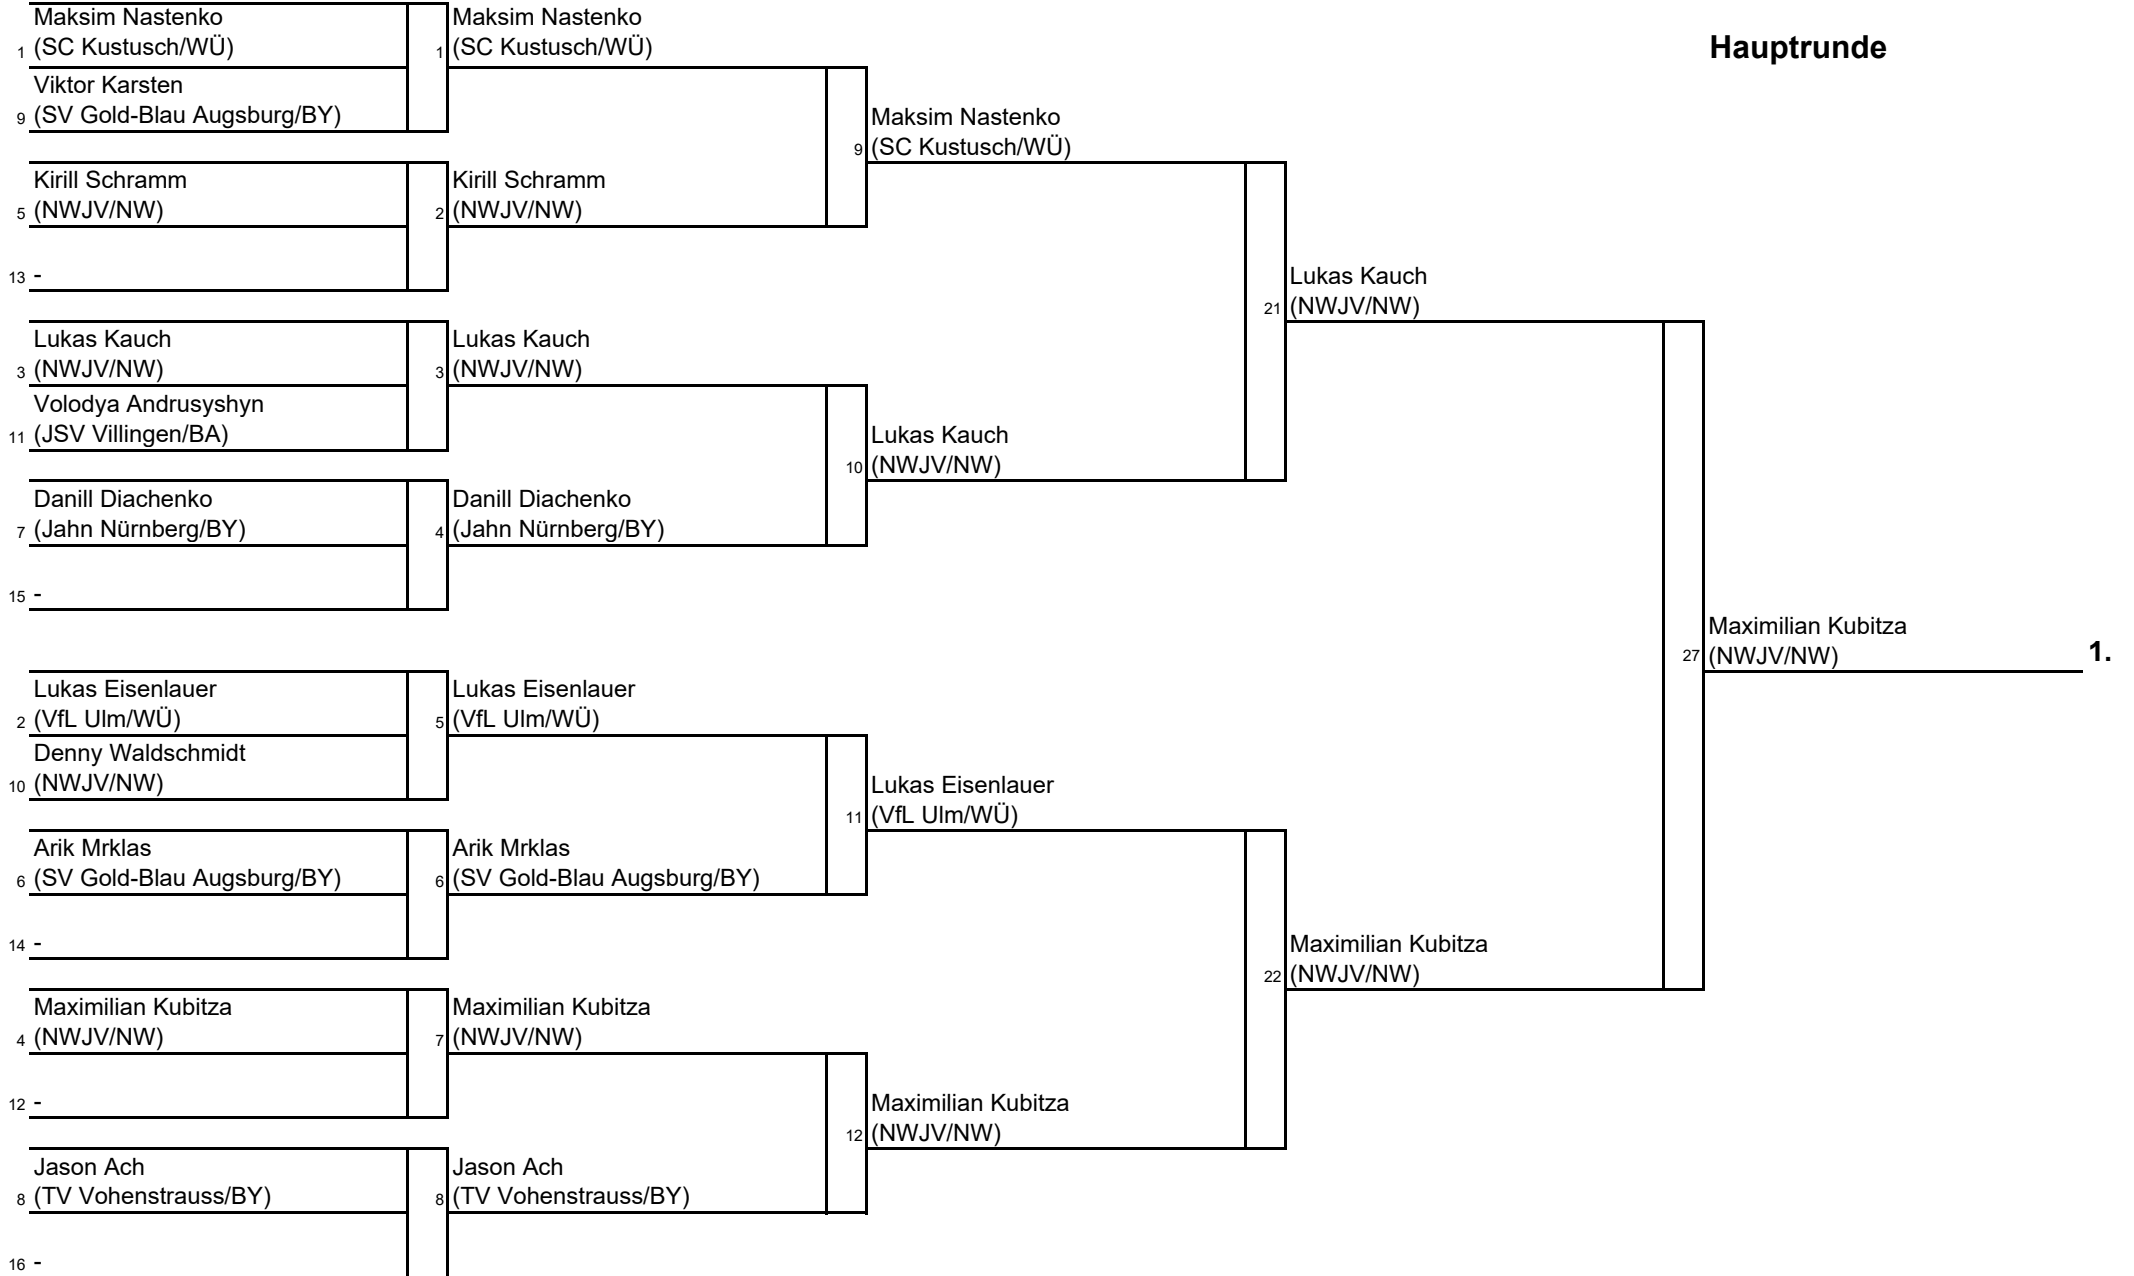 Hauptrunde
Maksim Nastenko
1 (SC Kustusch/WÜ)
Viktor Karsten
9 (SV Gold-Blau Augsburg/BY)
Kirill Schramm
5 (NWJV/NW)
13 -
Lukas Kauch
3 (NWJV/NW)
Volodya Andrusyshyn
11 (JSV Villingen/BA)
Danill Diachenko
7 (Jahn Nürnberg/BY)
15 -
Lukas Eisenlauer
2 (VfL Ulm/WÜ)
Denny Waldschmidt
10 (NWJV/NW)
Arik Mrklas
6 (SV Gold-Blau Augsburg/BY)
14 -
Maximilian Kubitza
4 (NWJV/NW)
12 -
Jason Ach
8 (TV Vohenstrauss/BY)
16 -
Maksim Nastenko
1 (SC Kustusch/WÜ)
Kirill Schramm
2 (NWJV/NW)
Lukas Kauch
3 (NWJV/NW)
Danill Diachenko
4 (Jahn Nürnberg/BY)
Lukas Eisenlauer
5 (VfL Ulm/WÜ)
Arik Mrklas
6 (SV Gold-Blau Augsburg/BY)
Maximilian Kubitza
7 (NWJV/NW)
Jason Ach
8 (TV Vohenstrauss/BY)
Maksim Nastenko
9 (SC Kustusch/WÜ)
Lukas Kauch
10 (NWJV/NW)
Lukas Eisenlauer
11 (VfL Ulm/WÜ)
Maximilian Kubitza
12 (NWJV/NW)
Lukas Kauch
21 (NWJV/NW)
Maximilian Kubitza
22 (NWJV/NW)
Maximilian Kubitza
27 (NWJV/NW)
1.